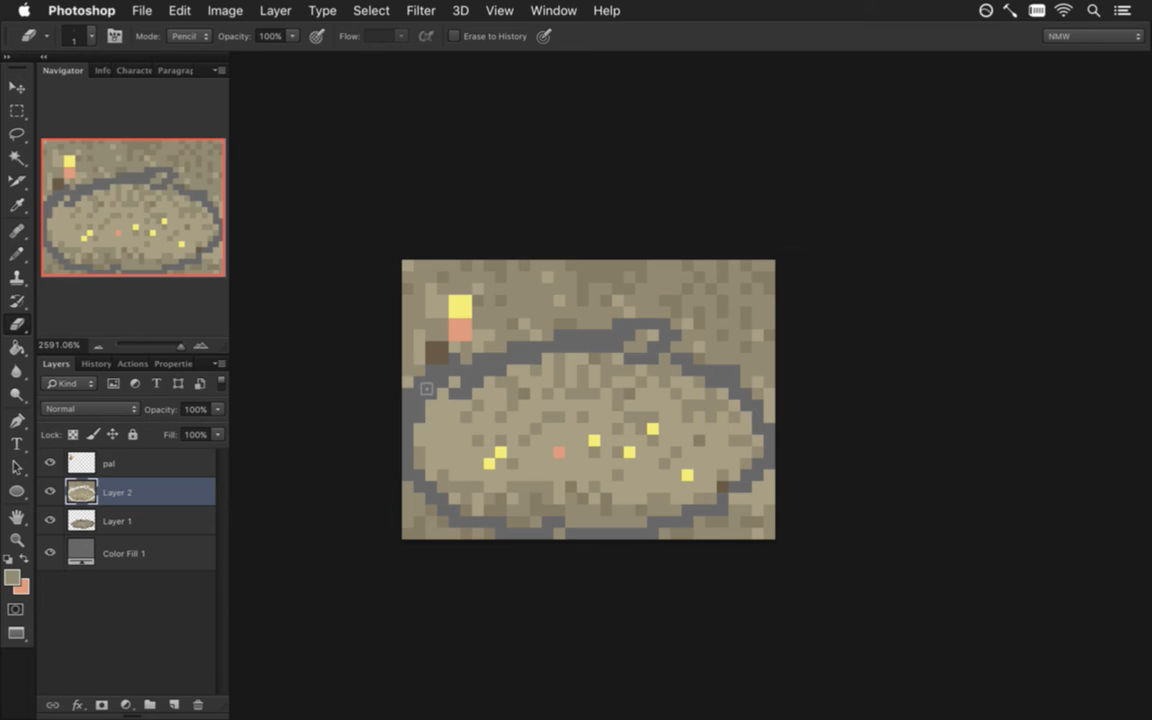 Photoshop File Edit Image Layer Type Select Filter 3D View Window Help
1 Mode: Pencil Opacity: 100% Flow: Erase to History NMW
Navigator Info Characte Paragrap
2591.06%
Layers History Actions Propertie
Kind
Normal Opacity: 100%
Lock: Fill: 100%
pal
Layer 2
Layer 1
Color Fill 1
fx